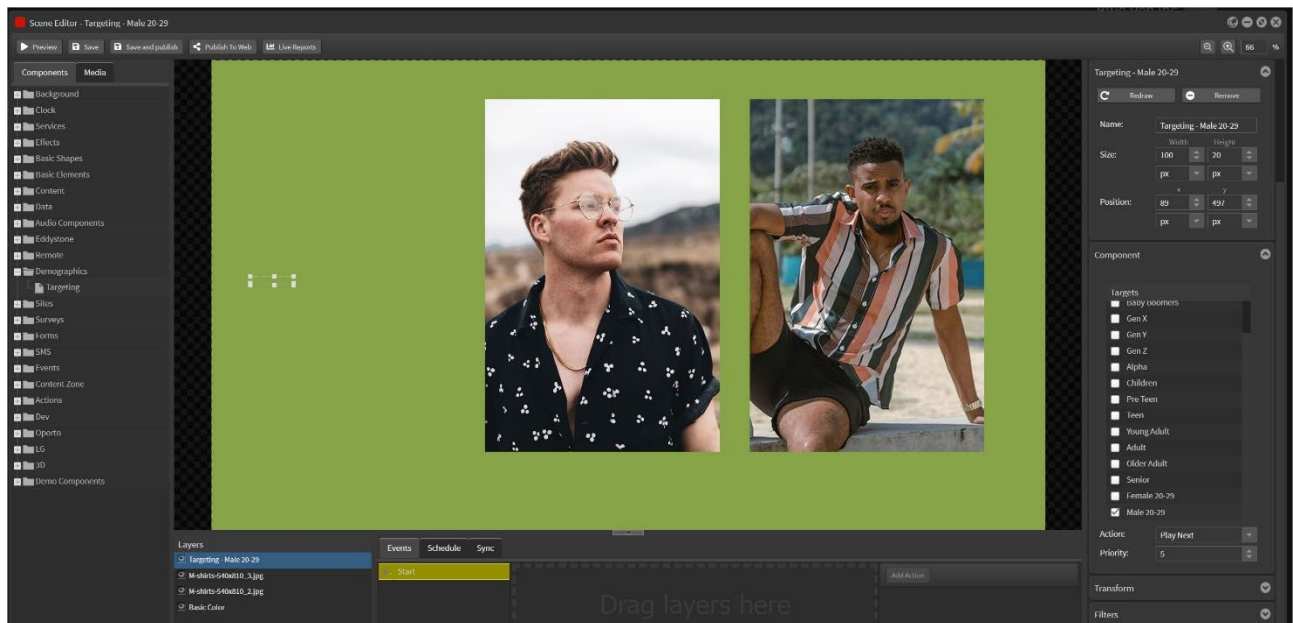 Scene Editor - Targeting - Male 20-29
Preview Save Save and publish Publish To Web Live Reports 66 %
Components Media
Background
Clock
Services
Effects
Basic Shapes
Basic Elements
Content
Data
Audio Components
Eddystone
Remote
Demographics
Targeting
Sites
Surveys
Forms
SMS
Events
Content Zone
Actions
Dev
Oporto
LG
3D
Demo Components
Layers
Targeting - Male 20-29
M-shirts-540x810_3.jpg
M-shirts-540x810_2.jpg
Basic Color
Events Schedule Sync
Start
Drag layers here
Add Action
Targeting - Male 20-29
Redraw Remove
Name: Targeting - Male 20-29
Width Height
Size: 100 20
px px
x y
Position: 89 497
px px
Component
Targets
Baby Boomers
Gen X
Gen Y
Gen Z
Alpha
Children
Pre Teen
Teen
Young Adult
Adult
Older Adult
Senior
Female 20-29
Male 20-29
Action: Play Next
Priority: 5
Transform
Filters